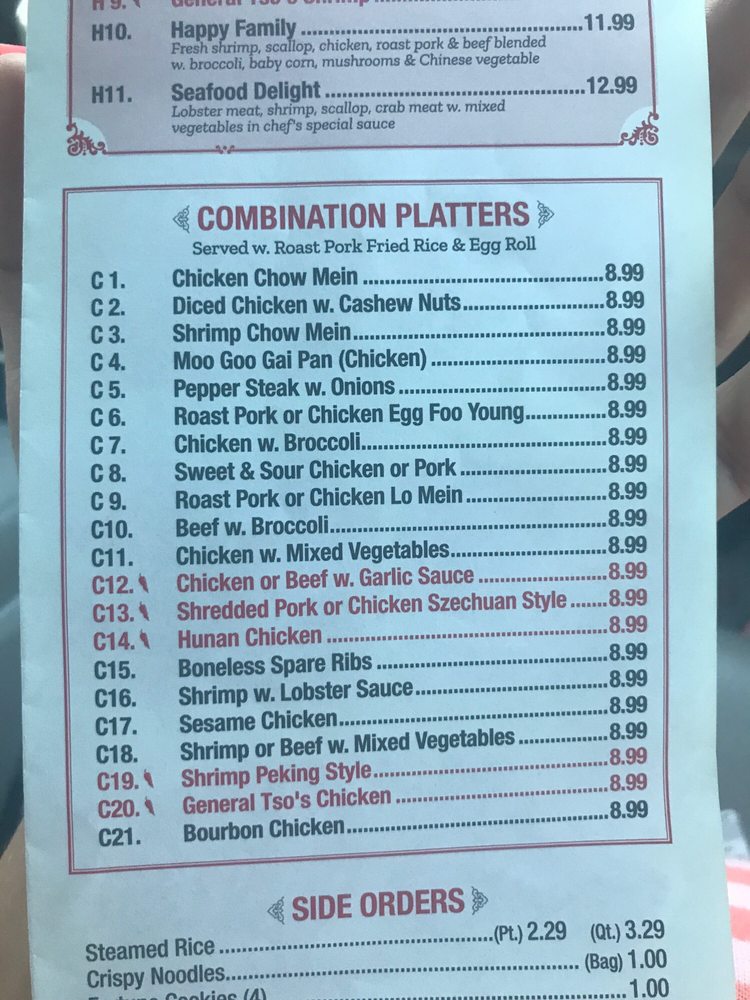 H 9. General Tso's Shrimp
H10. Happy Family ........ 11.99
Fresh shrimp, scallop, chicken, roast pork & beef blended
w. broccoli, baby corn, mushrooms & Chinese vegetable
H11. Seafood Delight ........ 12.99
Lobster meat, shrimp, scallop, crab meat w. mixed
vegetables in chef's special sauce
COMBINATION PLATTERS
Served w. Roast Pork Fried Rice & Egg Roll
C 1. Chicken Chow Mein ........ 8.99
C 2. Diced Chicken w. Cashew Nuts ........ 8.99
C 3. Shrimp Chow Mein ........ 8.99
C 4. Moo Goo Gai Pan (Chicken) ........ 8.99
C 5. Pepper Steak w. Onions ........ 8.99
C 6. Roast Pork or Chicken Egg Foo Young ........ 8.99
C 7. Chicken w. Broccoli ........ 8.99
C 8. Sweet & Sour Chicken or Pork ........ 8.99
C 9. Roast Pork or Chicken Lo Mein ........ 8.99
C10. Beef w. Broccoli ........ 8.99
C11. Chicken w. Mixed Vegetables ........ 8.99
C12. Chicken or Beef w. Garlic Sauce ........ 8.99
C13. Shredded Pork or Chicken Szechuan Style ........ 8.99
C14. Hunan Chicken ........ 8.99
C15. Boneless Spare Ribs ........ 8.99
C16. Shrimp w. Lobster Sauce ........ 8.99
C17. Sesame Chicken ........ 8.99
C18. Shrimp or Beef w. Mixed Vegetables ........ 8.99
C19. Shrimp Peking Style ........ 8.99
C20. General Tso's Chicken ........ 8.99
C21. Bourbon Chicken ........ 8.99
SIDE ORDERS
Steamed Rice ........ (Pt.) 2.29 (Qt.) 3.29
Crispy Noodles ........ (Bag) 1.00
Fortune Cookies (4) ........ 1.00